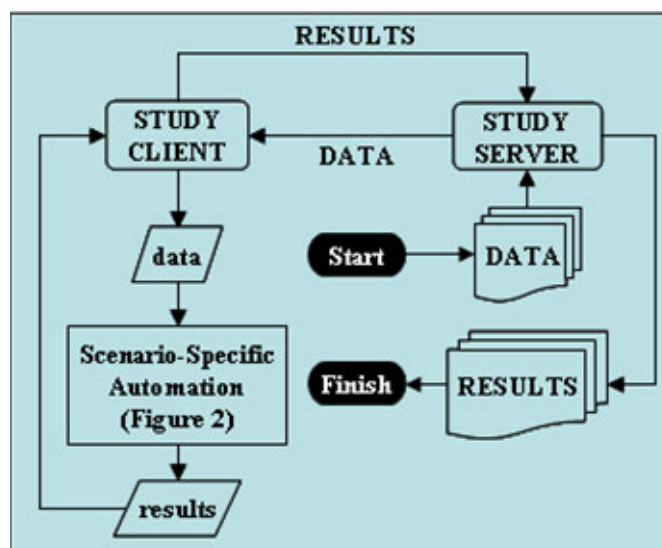 RESULTS
STUDY
CLIENT
STUDY
SERVER
DATA
data
Start
DATA
Scenario-Specific
Automation
(Figure 2)
Finish
RESULTS
results